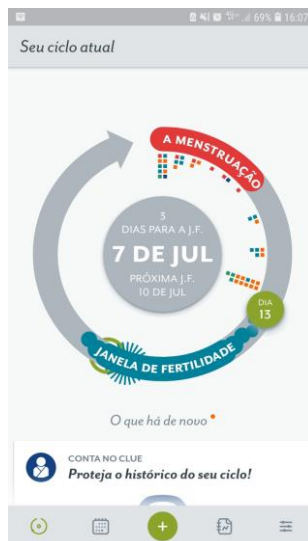 69% 16:07
Seu ciclo atual
A MENSTRUAÇÃO
3
DIAS PARA A J.F.
7 DE JUL
PRÓXIMA J.F.
10 DE JUL
DIA
13
JANELA DE FERTILIDADE
O que há de novo
CONTA NO CLUE
Proteja o histórico do seu ciclo!